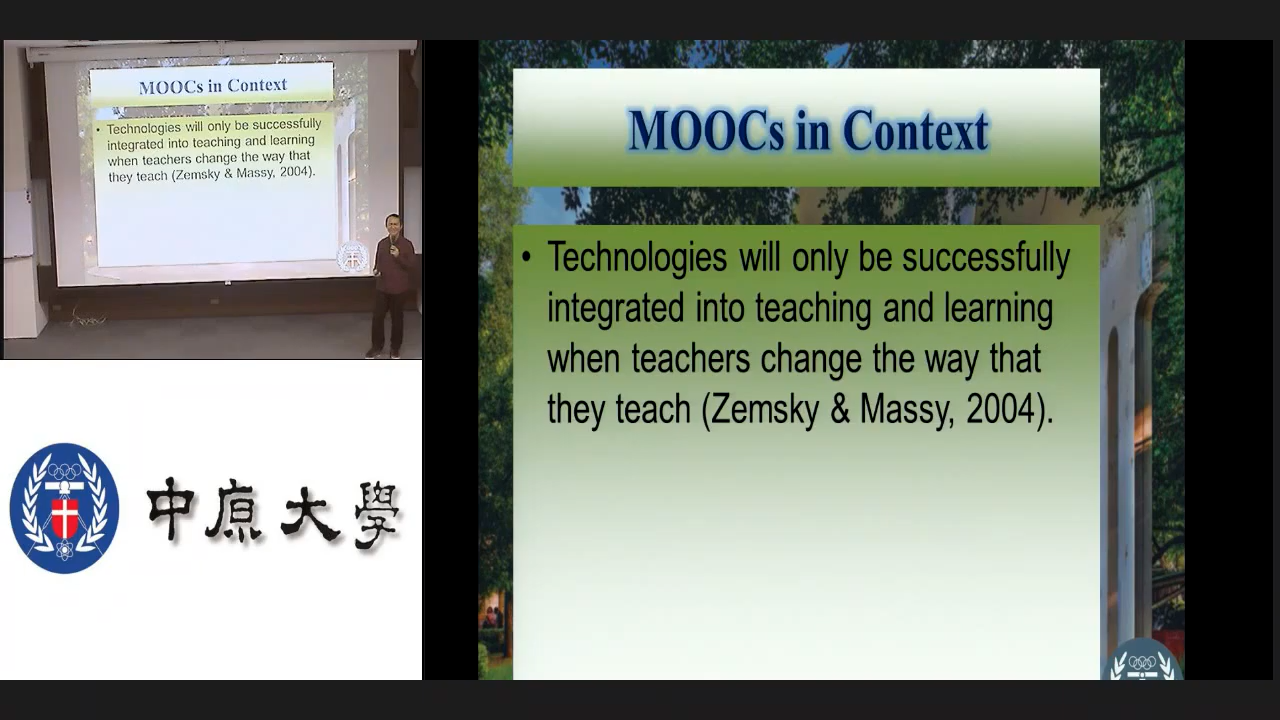 MOOCs in Context
• Technologies will only be successfully
integrated into teaching and learning
when teachers change the way that
they teach (Zemsky & Massy, 2004).
中原大學
MOOCs in Context
• Technologies will only be successfully
integrated into teaching and learning
when teachers change the way that
they teach (Zemsky & Massy, 2004).